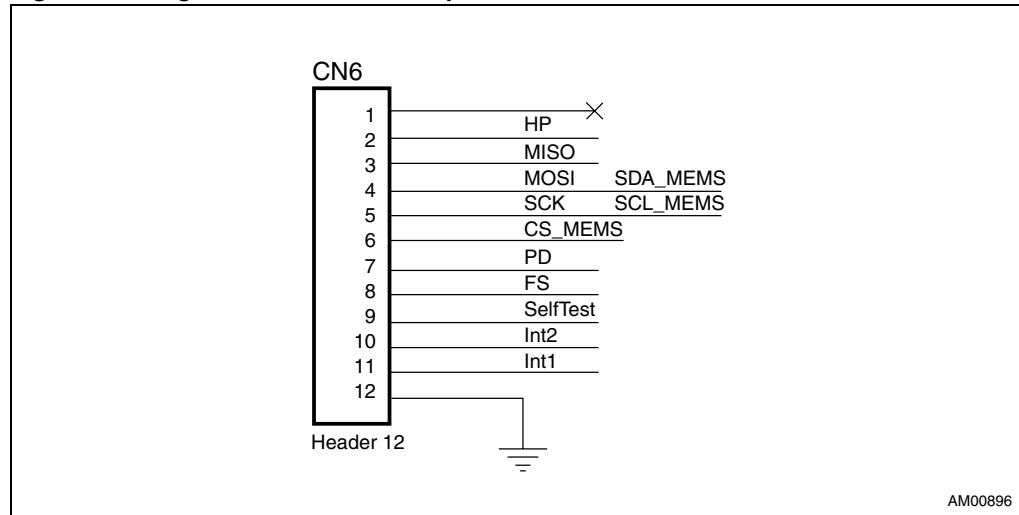 CN6
1
HP
2
MISO
3
MOSI SDA_MEMS
4
SCK SCL_MEMS
5
CS_MEMS
6
PD
7
FS
8
SelfTest
9
Int2
10
Int1
11
12
Header 12
AM00896